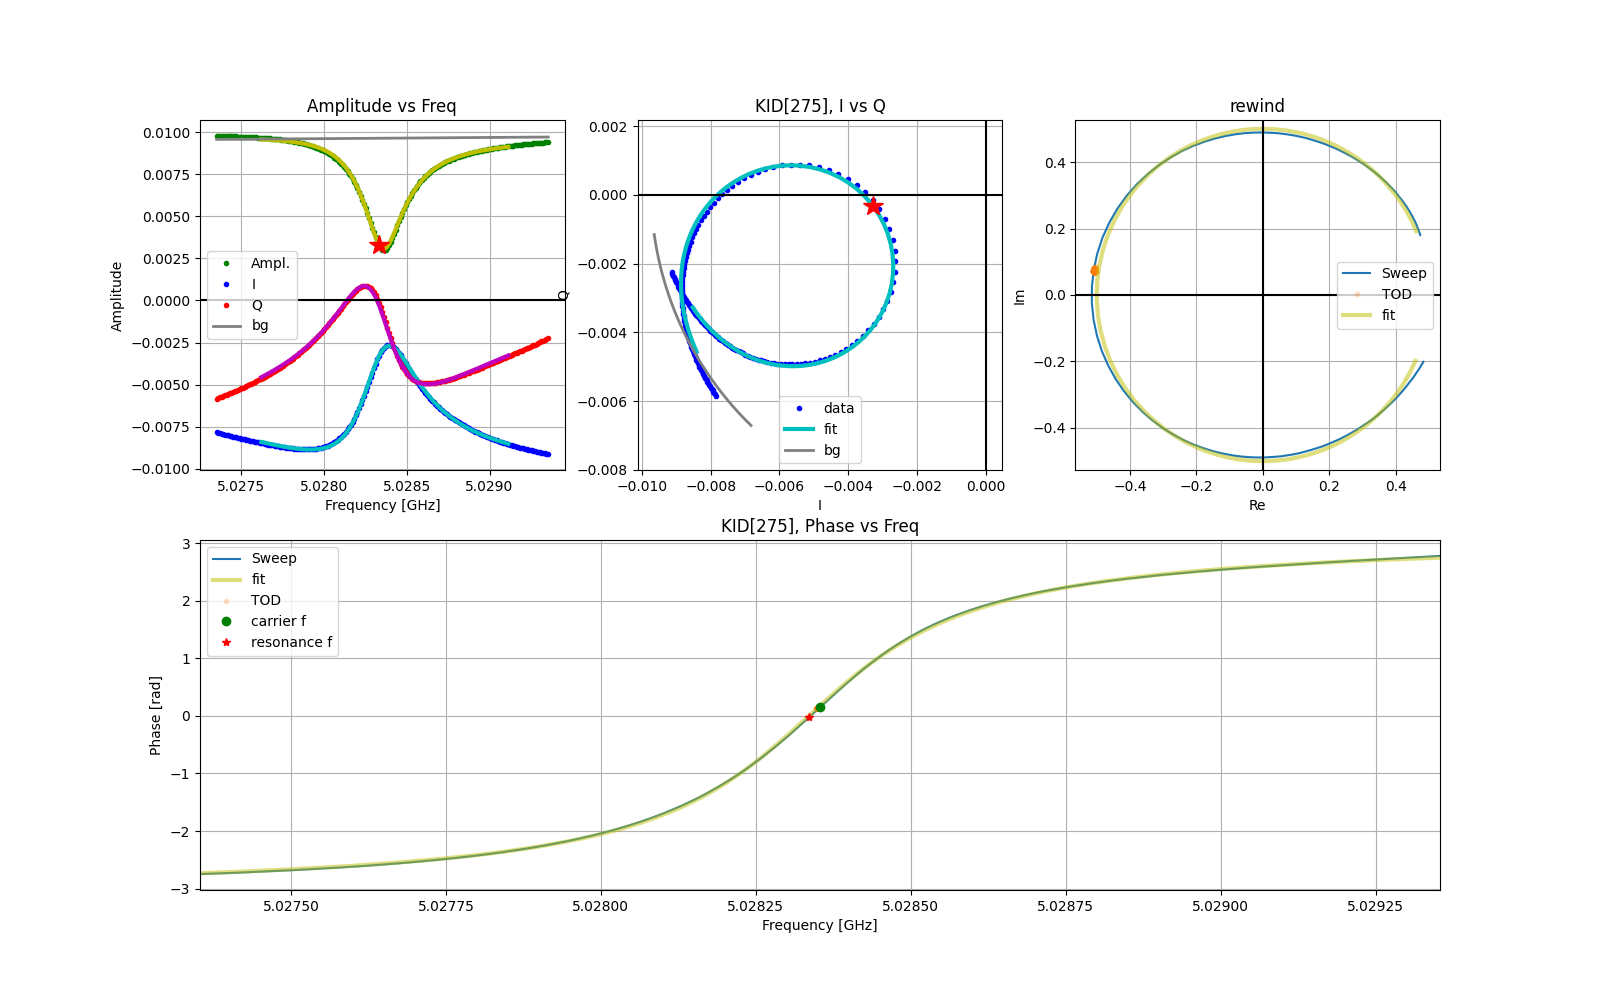 Amplitude vs Freq
0.0100
0.0075
0.0050
0.0025
0.0000
−0.0025
−0.0050
−0.0075
−0.0100
Amplitude
Ampl.
I
Q
bg
5.0275
5.0280
5.0285
5.0290
Frequency [GHz]
KID[275], I vs Q
0.002
0.000
−0.002
−0.004
−0.006
−0.008
Q
data
fit
bg
−0.010
−0.008
−0.006
−0.004
−0.002
0.000
I
rewind
0.4
0.2
0.0
−0.2
−0.4
Im
Sweep
TOD
fit
−0.4
−0.2
0.0
0.2
0.4
Re
KID[275], Phase vs Freq
3
2
1
0
−1
−2
−3
Phase [rad]
Sweep
fit
TOD
carrier f
resonance f
5.02750
5.02775
5.02800
5.02825
5.02850
5.02875
5.02900
5.02925
Frequency [GHz]